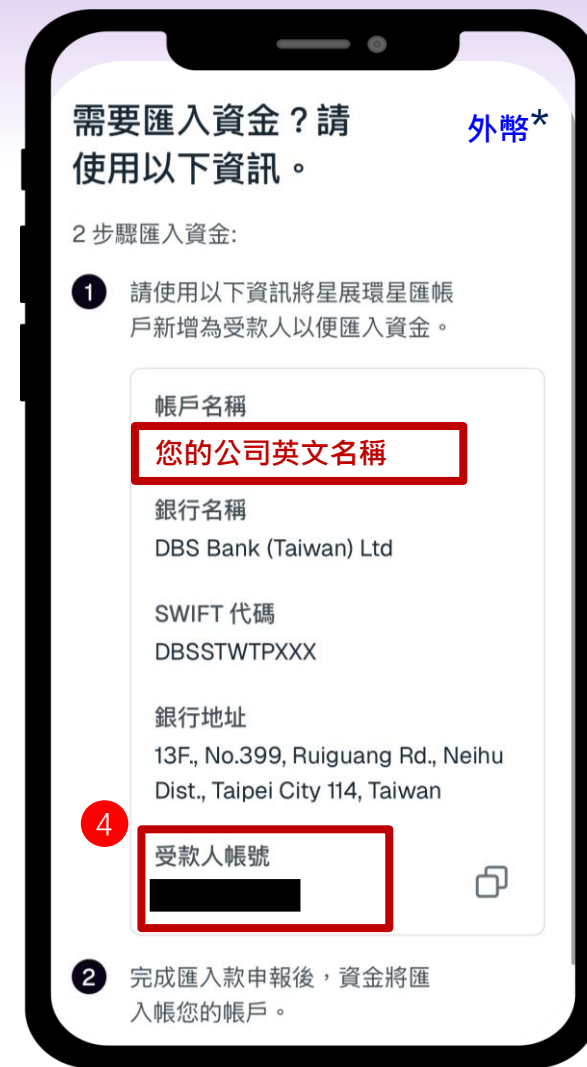 需要匯入資金？請
使用以下資訊。
外幣*
2 步驟匯入資金:
1 請使用以下資訊將星展環星匯帳
戶新增為受款人以便匯入資金。
帳戶名稱
您的公司英文名稱
銀行名稱
DBS Bank (Taiwan) Ltd
SWIFT 代碼
DBSSTWTPXXX
銀行地址
13F., No.399, Ruiguang Rd., Neihu
Dist., Taipei City 114, Taiwan
4
受款人帳號
2 完成匯入款申報後，資金將匯
入帳您的帳戶。